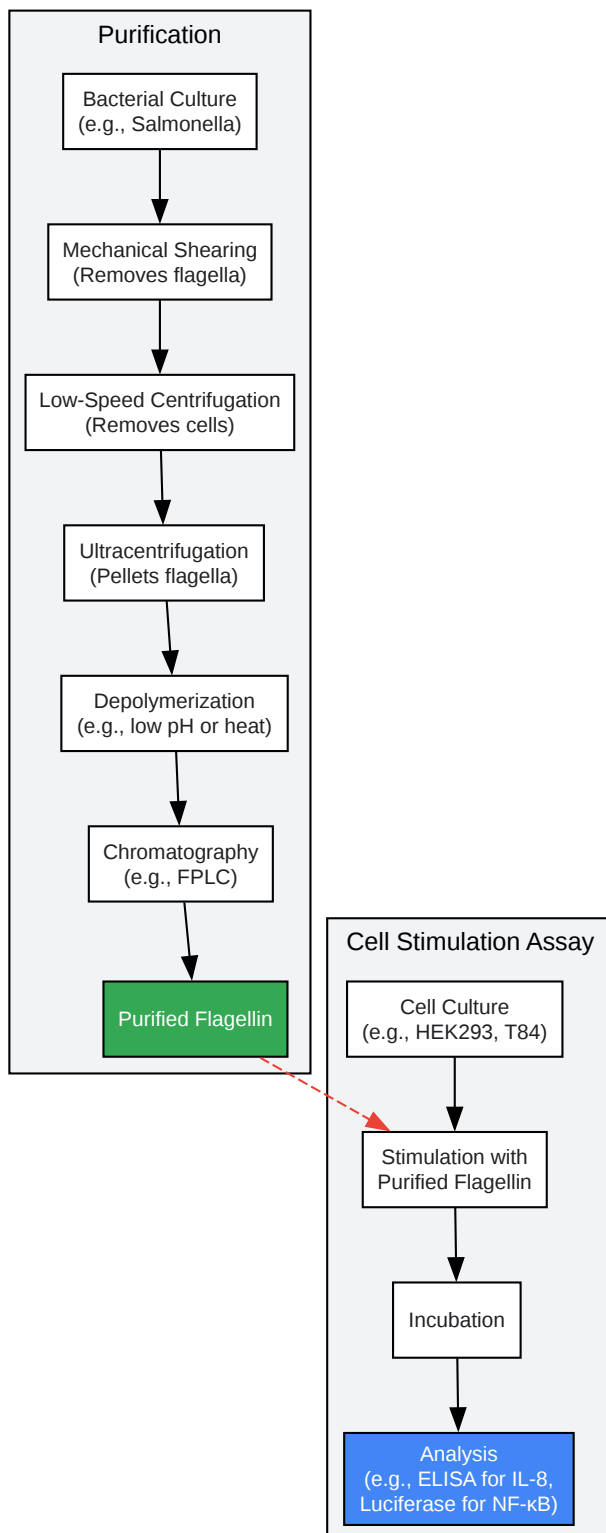 Purification
Bacterial Culture
(e.g., Salmonella)
Mechanical Shearing
(Removes flagella)
Low-Speed Centrifugation
(Removes cells)
Ultracentrifugation
(Pellets flagella)
Depolymerization
(e.g., low pH or heat)
Chromatography
(e.g., FPLC)
Purified Flagellin
Cell Stimulation Assay
Cell Culture
(e.g., HEK293, T84)
Stimulation with
Purified Flagellin
Incubation
Analysis
(e.g., ELISA for IL-8,
Luciferase for NF-κB)